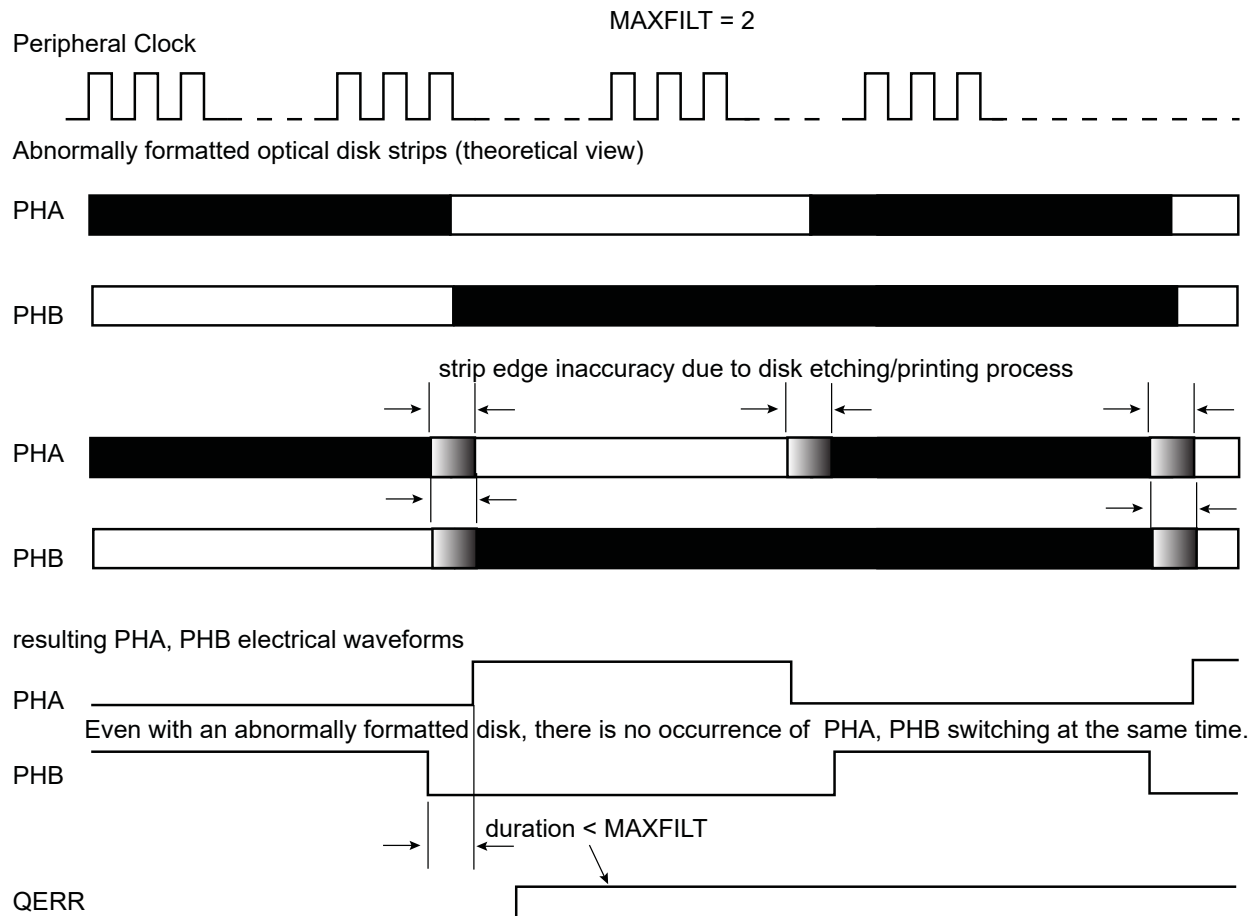 MAXFILT = 2
Peripheral Clock
Abnormally formatted optical disk strips (theoretical view)
PHA
PHB
strip edge inaccuracy due to disk etching/printing process
PHA
PHB
resulting PHA, PHB electrical waveforms
PHA
Even with an abnormally formatted disk, there is no occurrence of PHA, PHB switching at the same time.
PHB
duration < MAXFILT
QERR